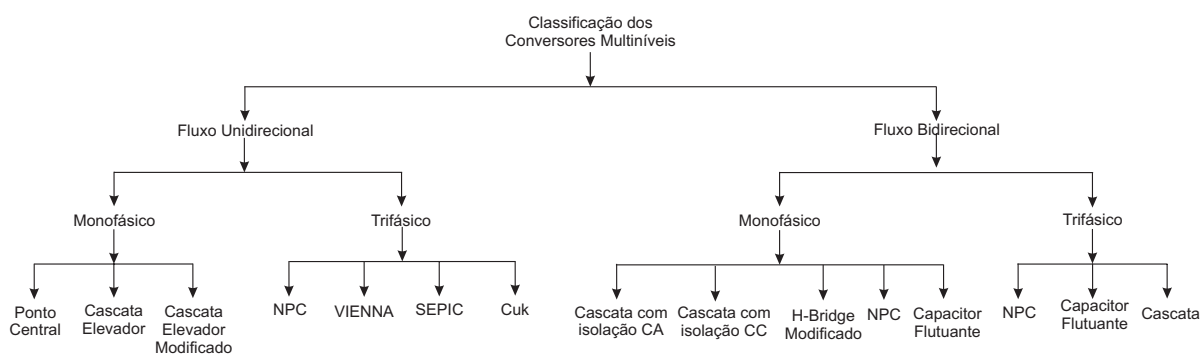 Classificação dos
Conversores Multiníveis
Fluxo Unidirecional
Fluxo Bidirecional
Monofásico
Trifásico
Monofásico
Trifásico
Ponto
Central
Cascata
Elevador
Cascata
Elevador
Modificado
NPC
VIENNA
SEPIC
Cuk
Cascata com
isolação CA
Cascata com
isolação CC
H-Bridge
Modificado
NPC
Capacitor
Flutuante
NPC
Capacitor
Flutuante
Cascata